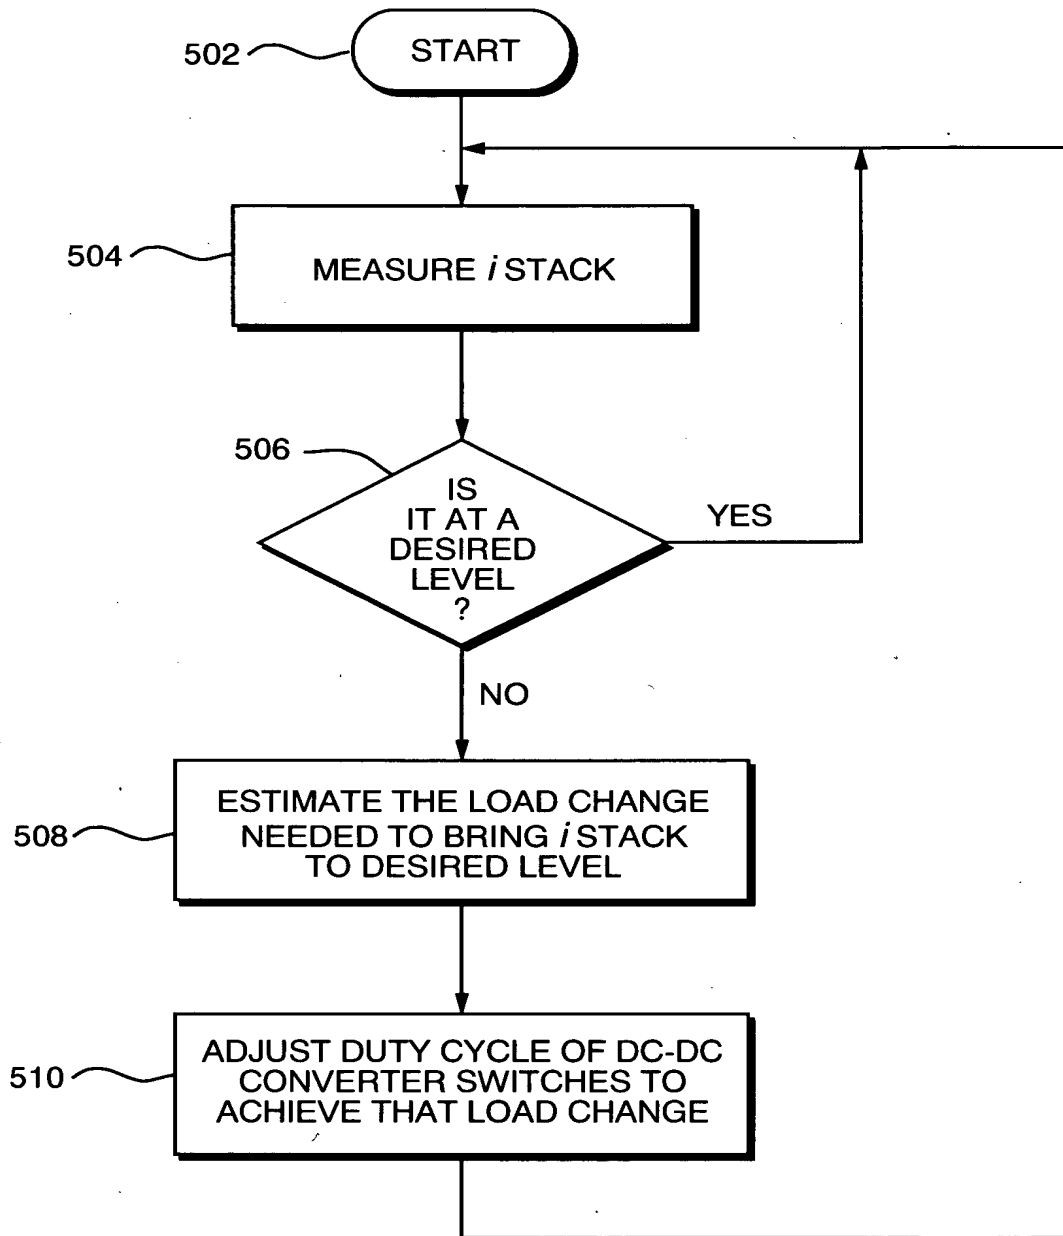 502
START
504
MEASURE i STACK
506
IS
IT AT A
DESIRED
LEVEL
?
YES
NO
508
ESTIMATE THE LOAD CHANGE
NEEDED TO BRING i STACK
TO DESIRED LEVEL
510
ADJUST DUTY CYCLE OF DC-DC
CONVERTER SWITCHES TO
ACHIEVE THAT LOAD CHANGE